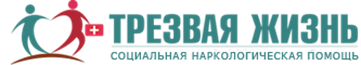 ТРЕЗВАЯ ЖИЗНЬ
СОЦИАЛЬНАЯ НАРКОЛОГИЧЕСКАЯ ПОМОЩЬ